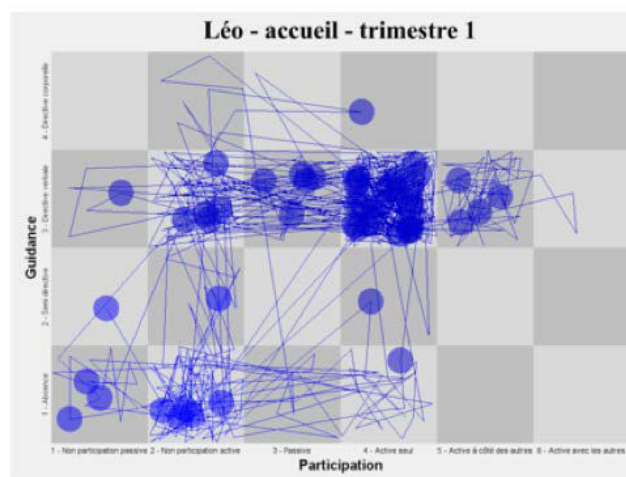 Léo - accueil - trimestre 1
4 - Directive corporelle
3 - Directive verbale
2 - Semi directive
1 - Absence
Guidance
1 - Non participation passive
2 - Non participation active
3 - Passive
4 - Active seul
5 - Active à côté des autres
6 - Active avec les autres
Participation